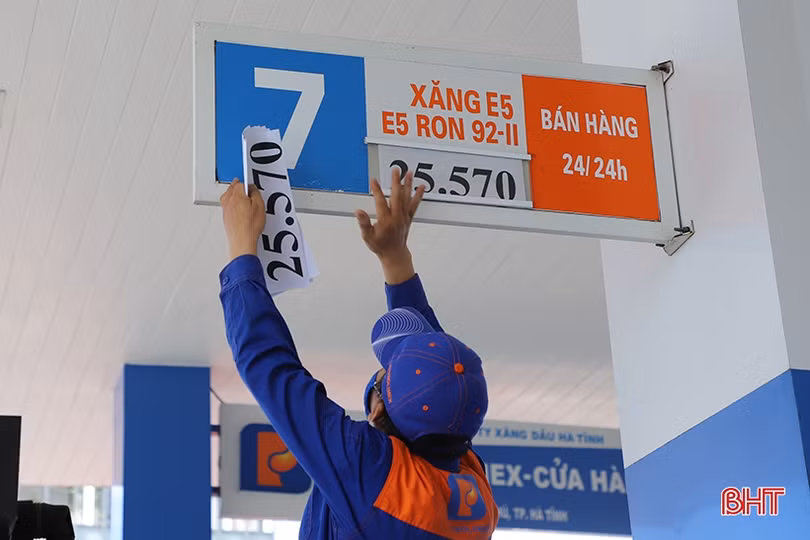 7
XĂNG E5
E5 RON 92-II
25.570
BÁN HÀNG
24/24h
25.570
TY XĂNG DẦU HÀ TĨNH
EX-CỬA HÀ
TP. HÀ TĨNH
BHT